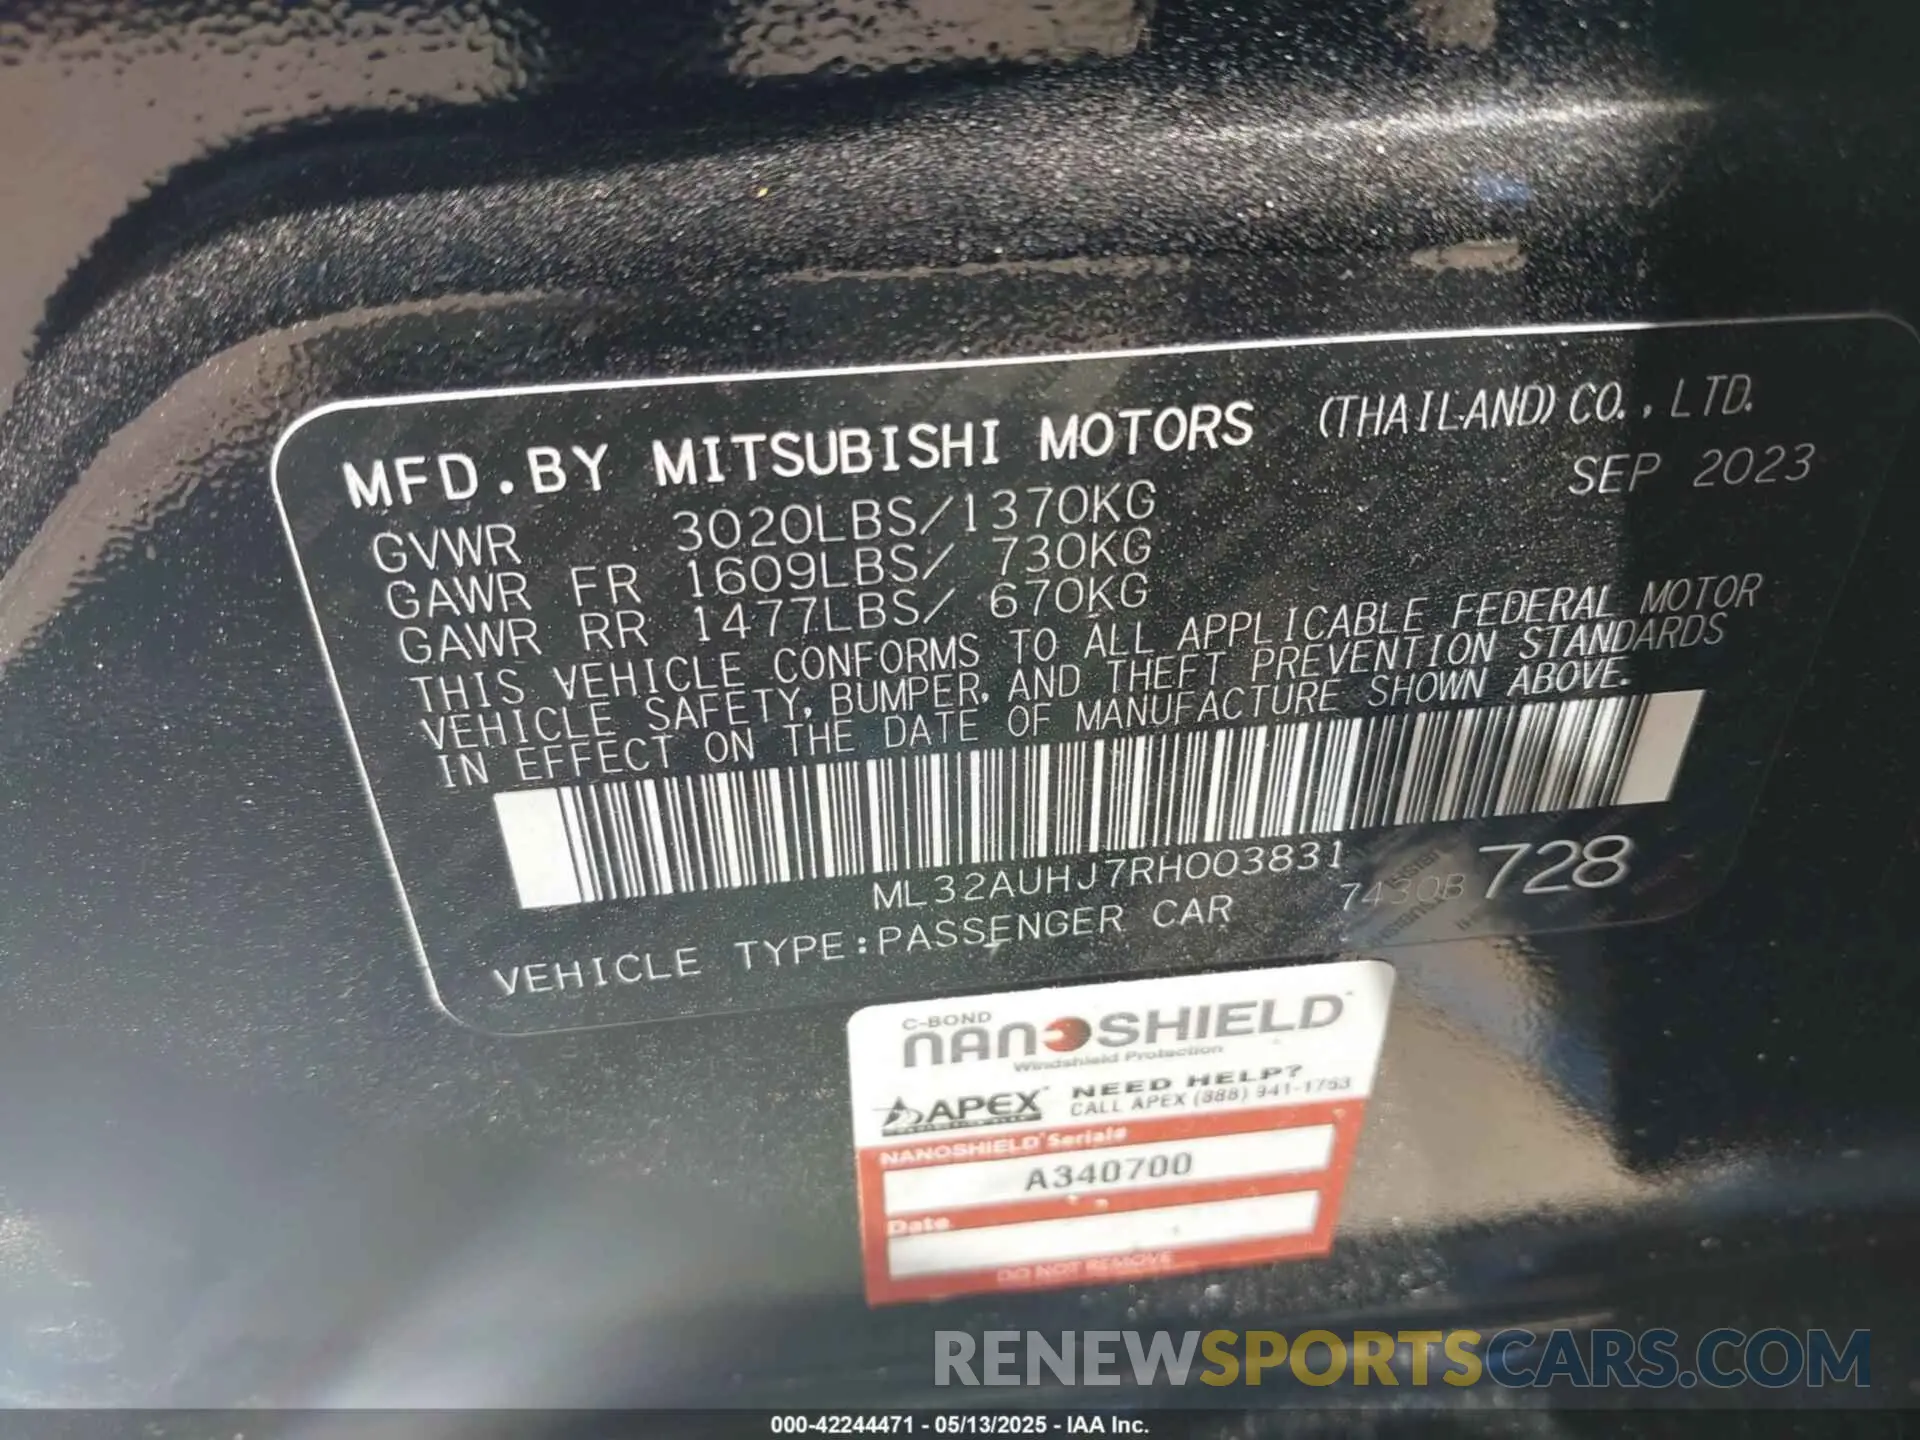 MFD.BY MITSUBISHI MOTORS (THAILAND) CO., LTD.
SEP 2023
GVWR 3020LBS/1370KG
GAWR FR 1609LBS/ 730KG
GAWR RR 1477LBS/ 670KG
THIS VEHICLE CONFORMS TO ALL APPLICABLE FEDERAL MOTOR
VEHICLE SAFETY, BUMPER, AND THEFT PREVENTION STANDARDS
IN EFFECT ON THE DATE OF MANUFACTURE SHOWN ABOVE.
ML32AUHJ7RH003831
VEHICLE TYPE:PASSENGER CAR 7430B 728
C-BOND
NANOSHIELD
Windshield Protection
APEX
NEED HELP?
CALL APEX (888) 941-1753
NANOSHIELD Serial#
A340700
Date
DO NOT REMOVE
RENEWSPORTSCARS.COM
000-42244471 - 05/13/2025 - IAA Inc.